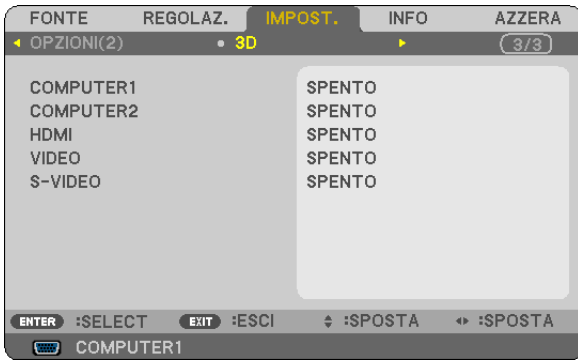 FONTE REGOLAZ. IMPOST. INFO AZZERA
OPZIONI(2) 3D 3/3
COMPUTER1 SPENTO
COMPUTER2 SPENTO
HDMI SPENTO
VIDEO SPENTO
S-VIDEO SPENTO
ENTER :SELECT EXIT :ESCI :SPOSTA :SPOSTA
COMPUTER1